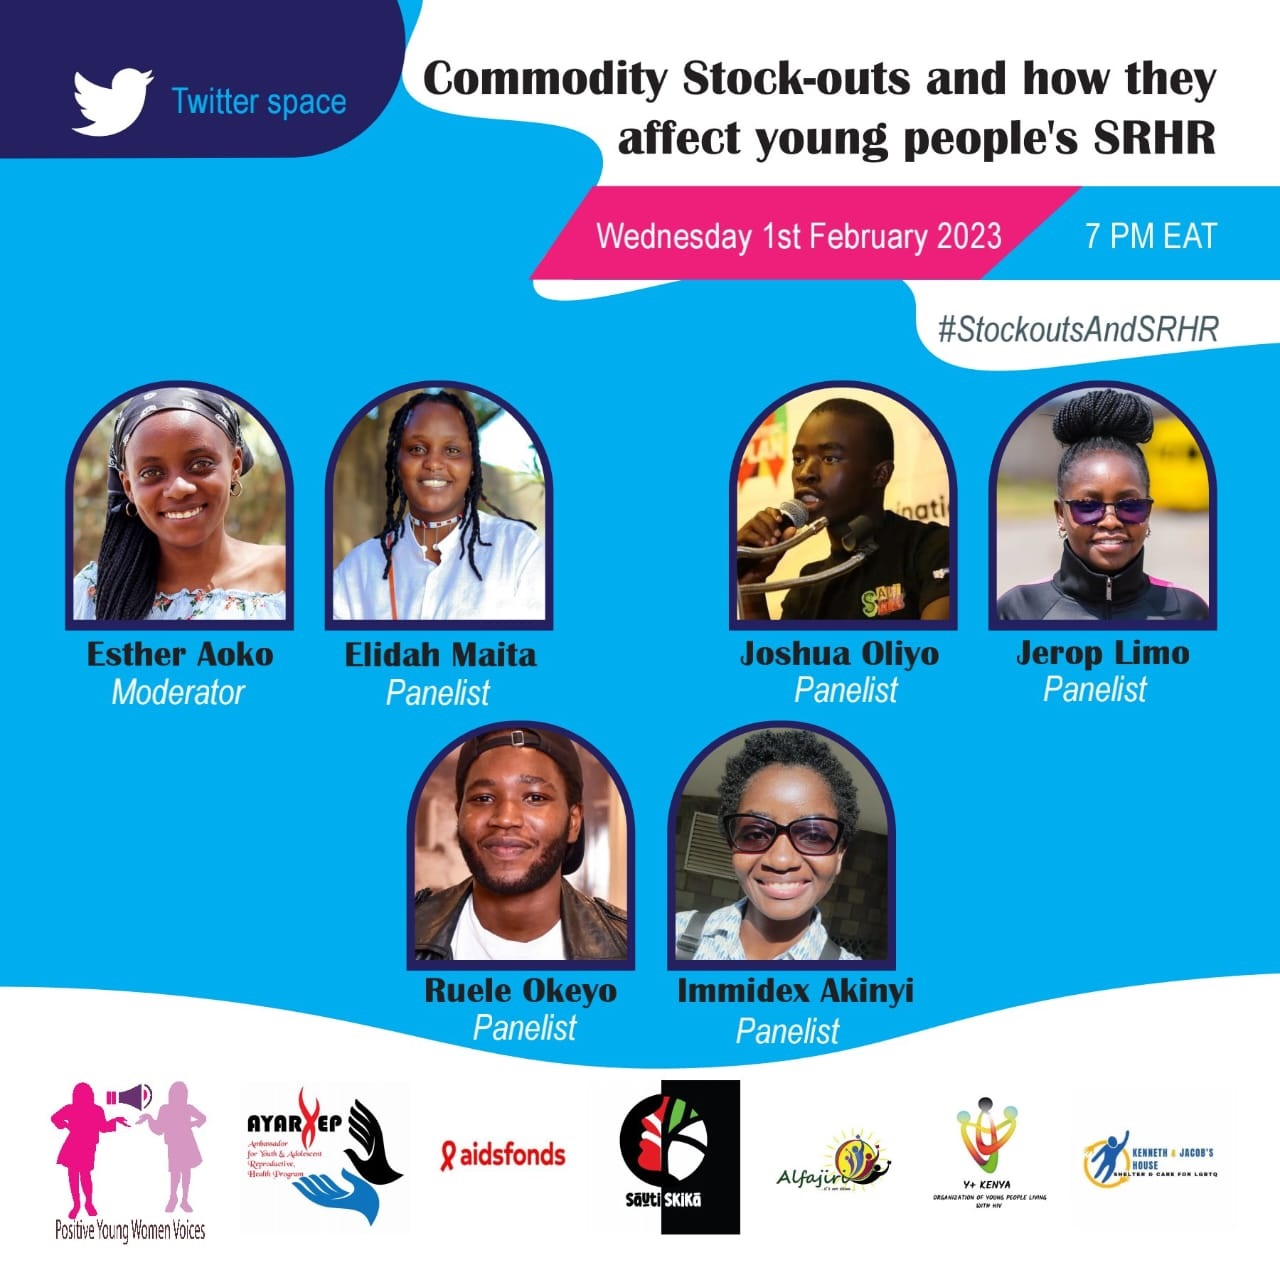 Twitter space
Commodity Stock-outs and how they
affect young people's SRHR
Wednesday 1st February 2023
7 PM EAT
#StockoutsAndSRHR
Esther Aoko
Moderator
Elidah Maita
Panelist
Joshua Oliyo
Panelist
Jerop Limo
Panelist
Ruele Okeyo
Panelist
Immidex Akinyi
Panelist
Positive Young Women Voices
AYARHEP
Ambassador
for Youth & Adolescent
Reproductive,
Health Program
aidsfonds
Sauti SKIKA
Alfajiri
Y+ KENYA
ORGANIZATION OF YOUNG PEOPLE LIVING
WITH HIV
KENNETH & JACOB'S
HOUSE
SHELTER & CARE FOR LGBTQ